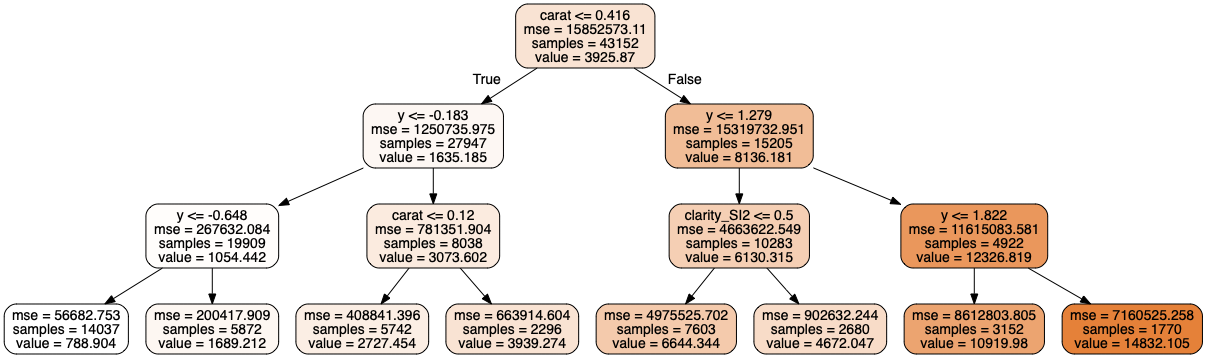 carat <= 0.416
mse = 15852573.11
samples = 43152
value = 3925.87
True
False
y <= -0.183
mse = 1250735.975
samples = 27947
value = 1635.185
y <= 1.279
mse = 15319732.951
samples = 15205
value = 8136.181
y <= -0.648
mse = 267632.084
samples = 19909
value = 1054.442
carat <= 0.12
mse = 781351.904
samples = 8038
value = 3073.602
clarity_SI2 <= 0.5
mse = 4663622.549
samples = 10283
value = 6130.315
y <= 1.822
mse = 11615083.581
samples = 4922
value = 12326.819
mse = 56682.753
samples = 14037
value = 788.904
mse = 200417.909
samples = 5872
value = 1689.212
mse = 408841.396
samples = 5742
value = 2727.454
mse = 663914.604
samples = 2296
value = 3939.274
mse = 4975525.702
samples = 7603
value = 6644.344
mse = 902632.244
samples = 2680
value = 4672.047
mse = 8612803.805
samples = 3152
value = 10919.98
mse = 7160525.258
samples = 1770
value = 14832.105